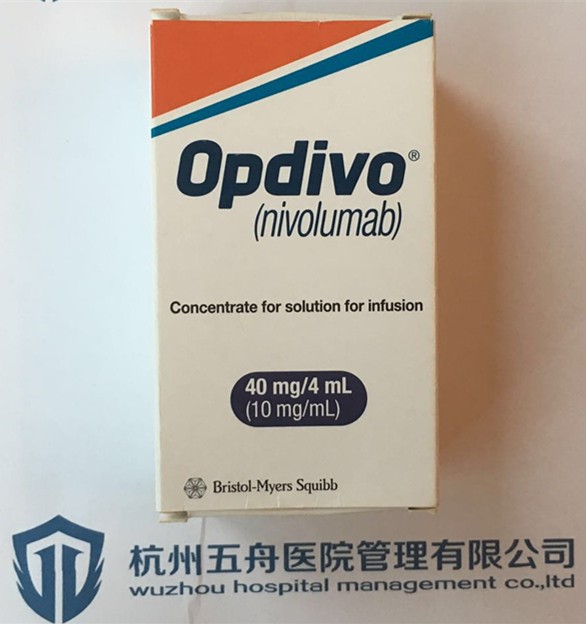 Opdivo®
(nivolumab)
Concentrate for solution for infusion
40 mg/4 mL
(10 mg/mL)
Bristol-Myers Squibb
杭州五舟医院管理有限公司
wuzhou hospital management co.,ltd